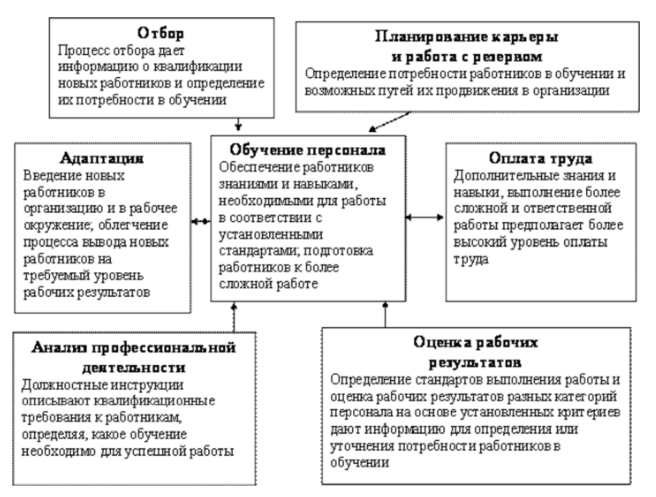 Отбор
Процесс отбора дает
информацию о квалификации
новых работников и определение
их потребности в обучении
Планирование карьеры
и работа с резервом
Определение потребности работников в обучении и
возможных путей их продвижения в организации
Адаптация
Введение новых
работников в
организацию и в рабочее
окружение; облегчение
процесса вывода новых
работников на
требуемый уровень
рабочих результатов
Обучение персонала
Обеспечение работников
знаниями и навыками,
необходимыми для работы
в соответствии с
установленными
стандартами; подготовка
работников к более
сложной работе
Оплата труда
Дополнительные знания и
навыки, выполнение более
сложной и ответственной
работы предполагает более
высокий уровень оплаты
труда
Анализ профессиональной
деятельности
Должностные инструкции
описывают квалификационные
требования к работникам,
определяя, какое обучение
необходимо для успешной работы
Оценка рабочих
результатов
Определение стандартов выполнения работы и
оценка рабочих результатов разных категорий
персонала на основе установленных критериев
дают информацию для определения или
уточнения потребности работников в
обучении